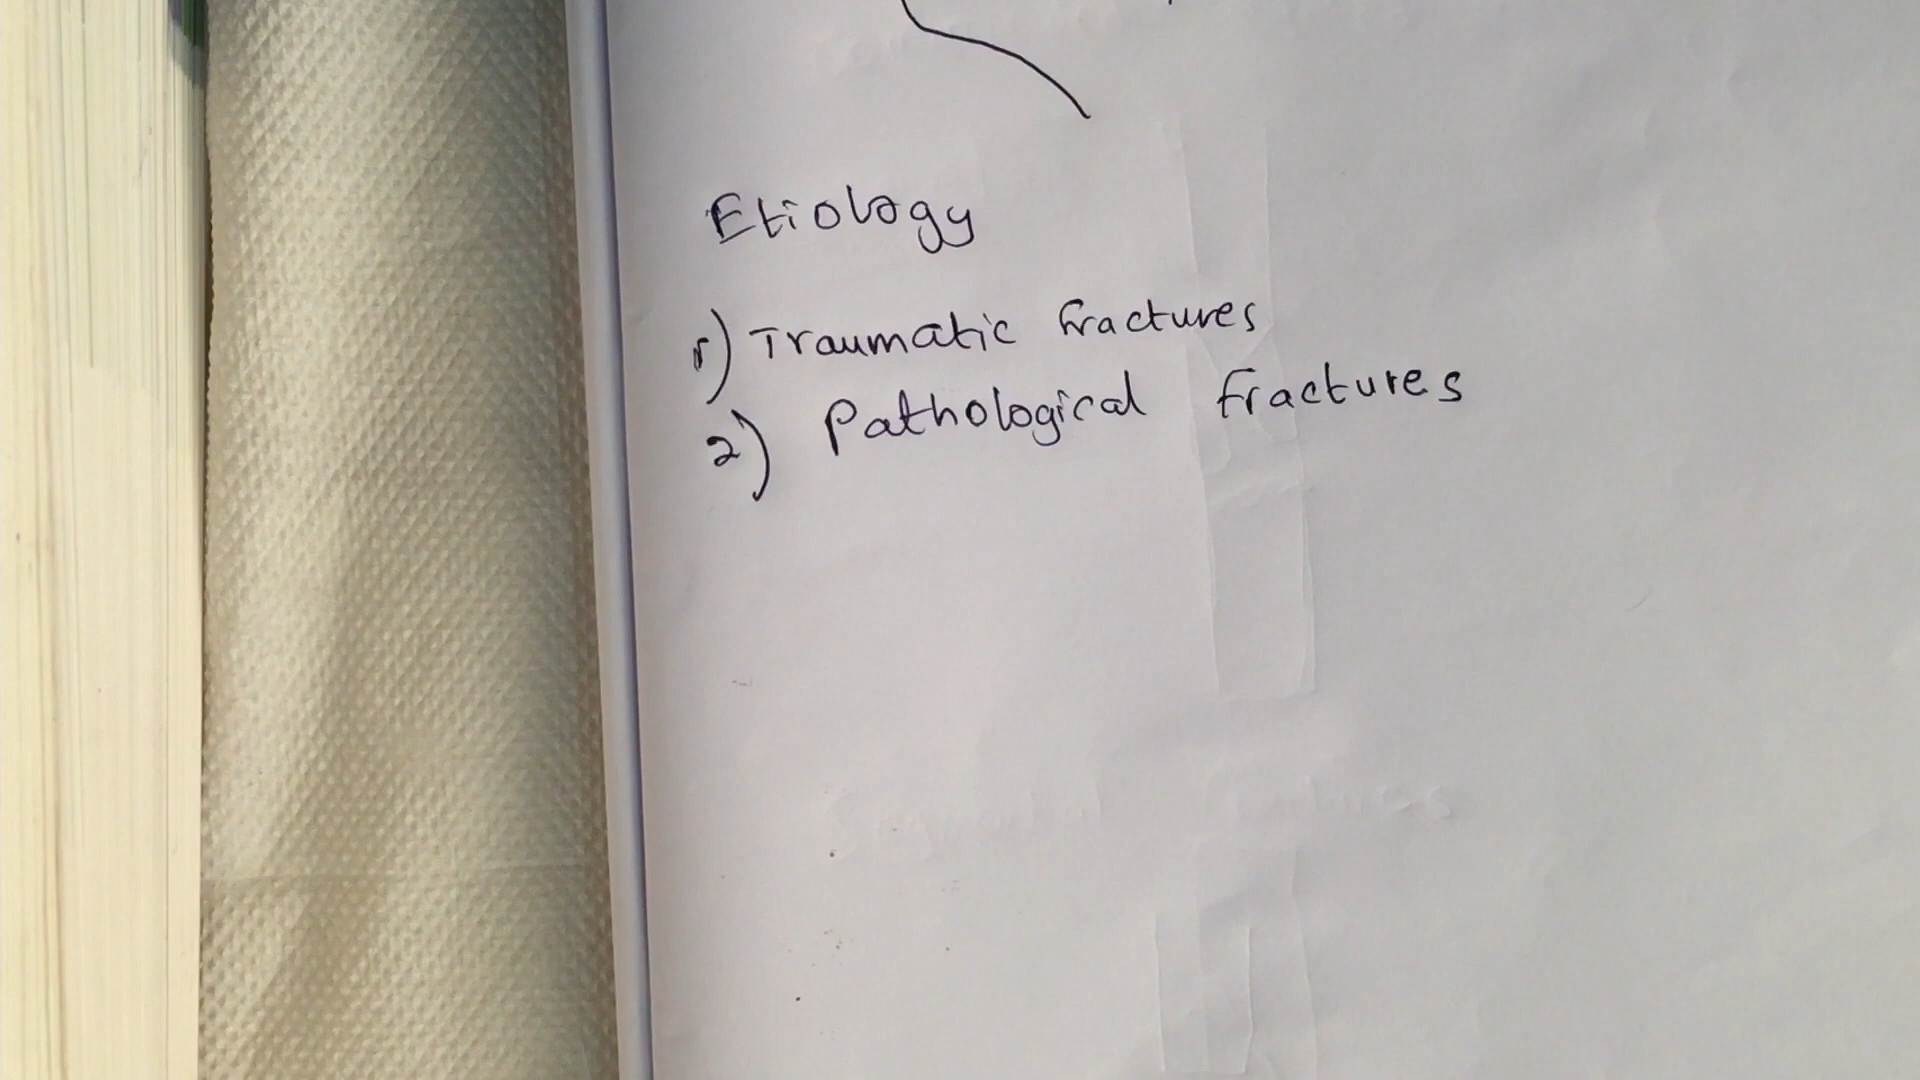 Etiology
1) Traumatic fractures
2) Pathological fractures